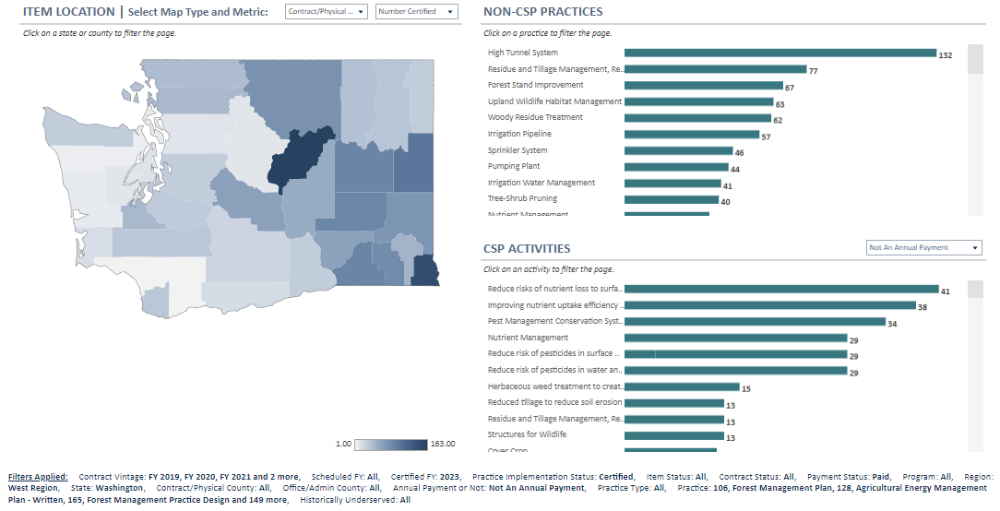 ITEM LOCATION | Select Map Type and Metric:
Contract/Physical ...
Number Certified
Click on a state or county to filter the page.
1.00
163.00
NON-CSP PRACTICES
Click on a practice to filter the page.
High Tunnel System 132
Residue and Tillage Management, Re.. 77
Forest Stand Improvement 67
Upland Wildlife Habitat Management 63
Woody Residue Treatment 62
Irrigation Pipeline 57
Sprinkler System 46
Pumping Plant 44
Irrigation Water Management 41
Tree-Shrub Pruning 40
Nutrient Management
CSP ACTIVITIES
Not An Annual Payment
Click on an activity to filter the page.
Reduce risks of nutrient loss to surfa.. 41
Improving nutrient uptake efficiency .. 38
Pest Management Conservation Syst.. 34
Nutrient Management 29
Reduce risk of pesticides in surface .. 29
Reduce risk of pesticides in water an.. 29
Herbaceous weed treatment to creat.. 15
Reduced tillage to reduce soil erosion 13
Residue and Tillage Management, Re.. 13
Structures for Wildlife 13
Cover Crop
Filters Applied: Contract Vintage: FY 2019, FY 2020, FY 2021 and 2 more, Scheduled FY: All, Certified FY: 2023, Practice Implementation Status: Certified, Item Status: All, Contract Status: All, Payment Status: Paid, Program: All, Region:
West Region, State: Washington, Contract/Physical County: All, Office/Admin County: All, Annual Payment or Not: Not An Annual Payment, Practice Type: All, Practice: 106, Forest Management Plan, 128, Agricultural Energy Management
Plan - Written, 165, Forest Management Practice Design and 149 more, Historically Underserved: All